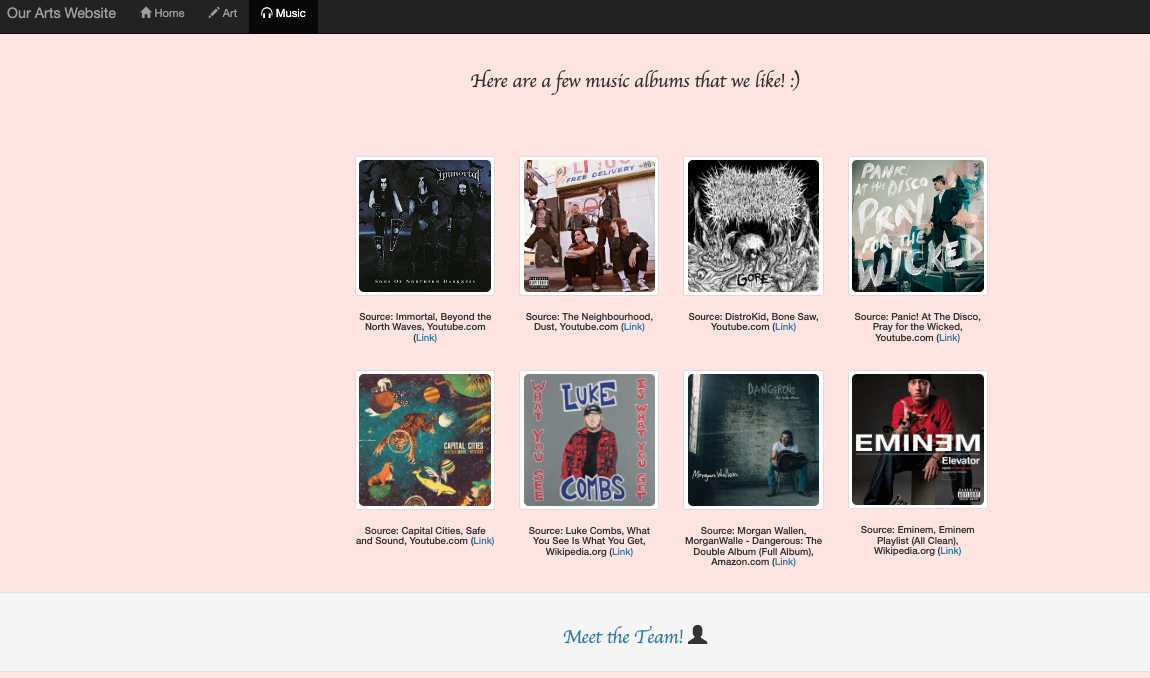 Our Arts Website Home Art Music
Here are a few music albums that we like! :)
Immortal
SONS OF NORTHERN DARKNESS
FREE DELIVERY
GORE
PANIC!
AT THE DISCO
PRAY
FOR THE
WICKED
Source: Immortal, Beyond the
North Waves, Youtube.com
(Link)
Source: The Neighbourhood,
Dust, Youtube.com (Link)
Source: DistroKid, Bone Saw,
Youtube.com (Link)
Source: Panic! At The Disco,
Pray for the Wicked,
Youtube.com (Link)
CAPITAL CITIES
WHAT YOU SEE
LUKE
COMBS
IS WHAT YOU GET
DANGEROUS
Morgan Wallen
EMINEM
Elevator
Source: Capital Cities, Safe
and Sound, Youtube.com (Link)
Source: Luke Combs, What
You See Is What You Get,
Wikipedia.org (Link)
Source: Morgan Wallen,
MorganWalle - Dangerous: The
Double Album (Full Album),
Amazon.com (Link)
Source: Eminem, Eminem
Playlist (All Clean),
Wikipedia.org (Link)
Meet the Team!